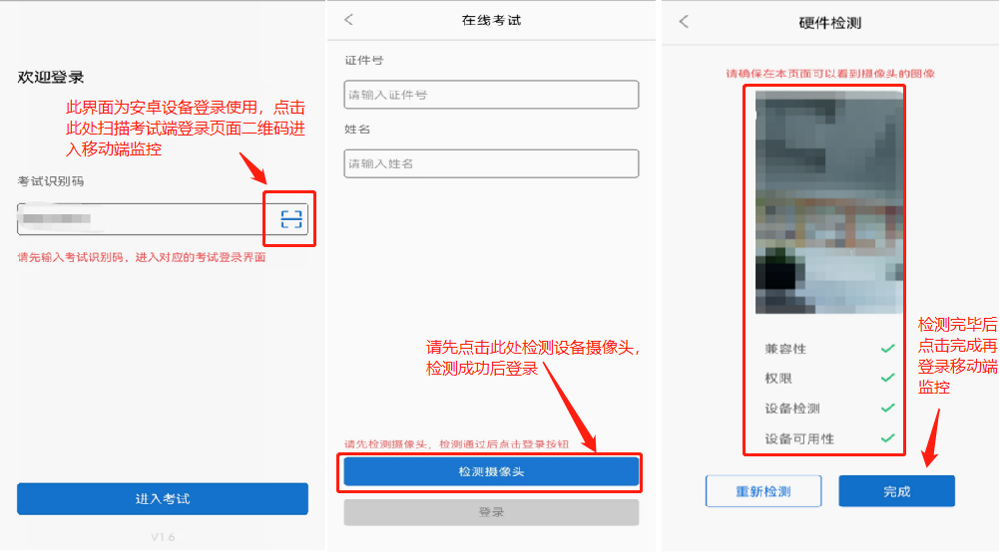 欢迎登录
此界面为安卓设备登录使用，点击
此处扫描考试端登录页面二维码进
入移动端监控
考试识别码
请先输入考试识别码，进入对应的考试登录界面
进入考试
V1.6
在线考试
证件号
请输入证件号
姓名
请输入姓名
请先点击此处检测设备摄像头，
检测成功后登录
请先检测摄像头，检测通过后点击登录按钮
检测摄像头
登录
硬件检测
请确保在本页面可以看到摄像头的图像
兼容性
权限
设备检测
设备可用性
检测完毕后
点击完成再
登录移动端
监控
重新检测
完成